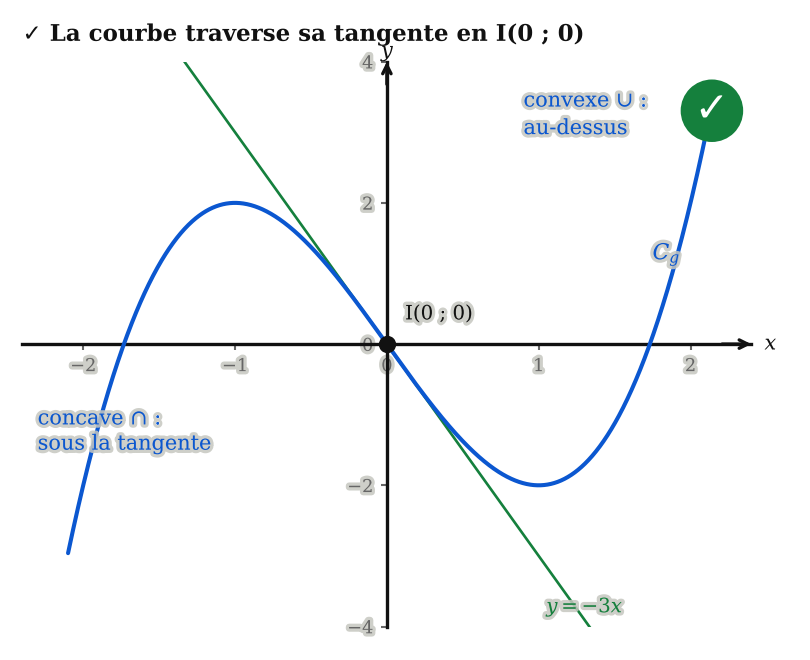 ✓ La courbe traverse sa tangente en I(0 ; 0)
y
4
convexe ∪ :
au-dessus
✓
2
C_g
I(0 ; 0)
0
x
−2
−1
0
1
2
concave ∩ :
sous la tangente
−2
y = −3x
−4